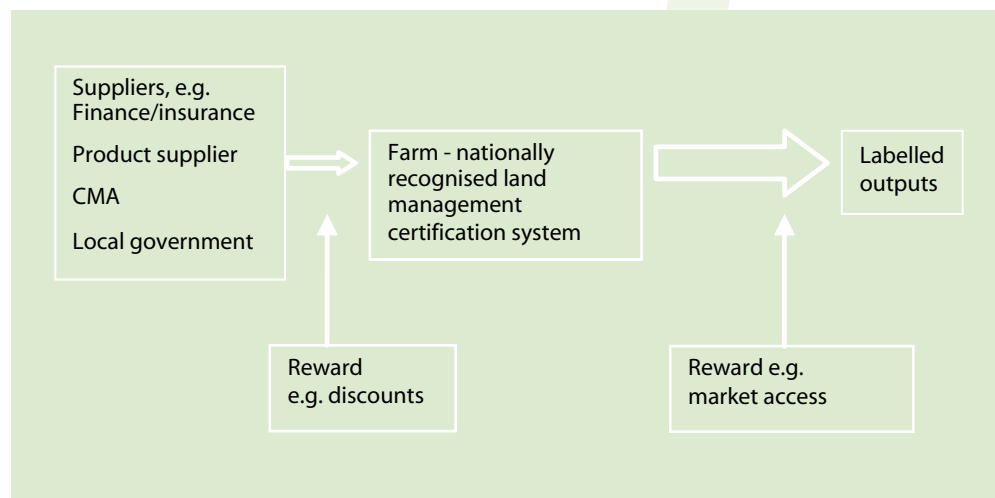 Suppliers, e.g.
Finance/insurance
Product supplier
CMA
Local government
Farm - nationally
recognised land
management
certification system
Labelled
outputs
Reward
e.g. discounts
Reward e.g.
market access